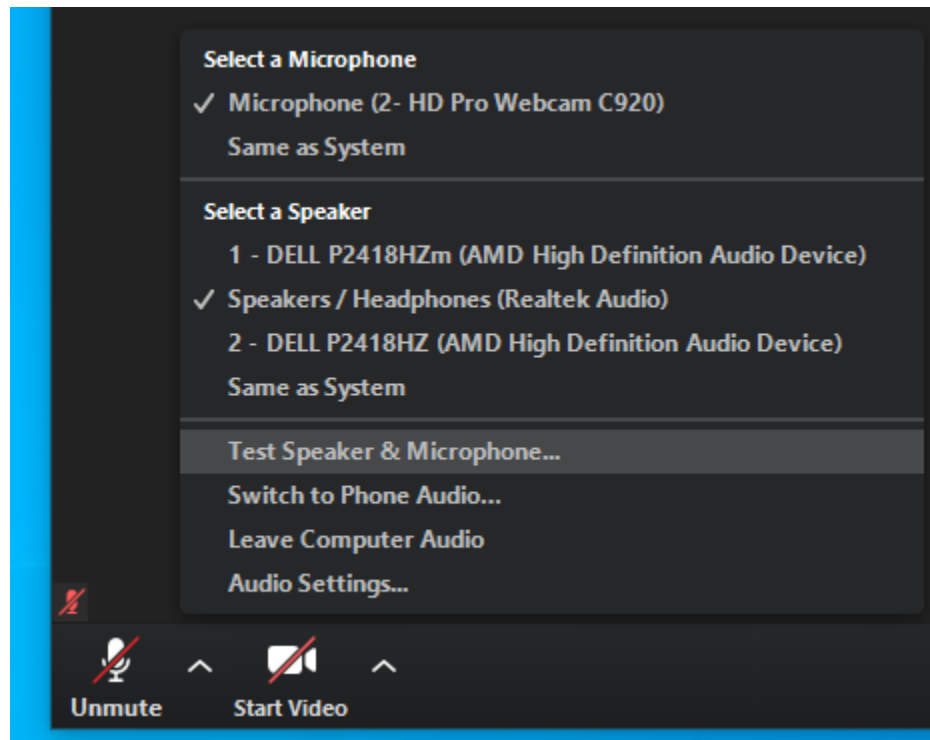 Select a Microphone
Microphone (2- HD Pro Webcam C920)
Same as System
Select a Speaker
1 - DELL P2418HZm (AMD High Definition Audio Device)
Speakers / Headphones (Realtek Audio)
2 - DELL P2418HZ (AMD High Definition Audio Device)
Same as System
Test Speaker & Microphone...
Switch to Phone Audio...
Leave Computer Audio
Audio Settings...
Unmute
Start Video